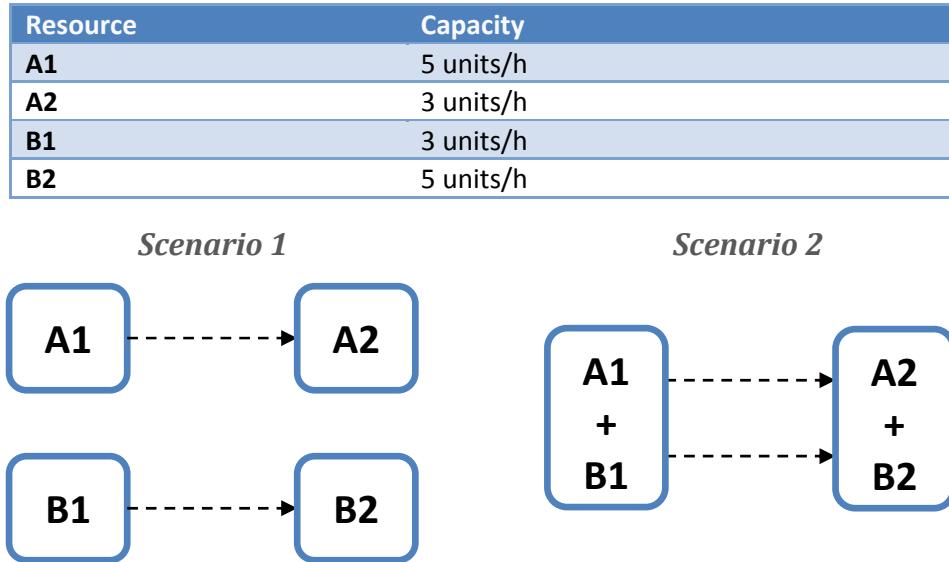 Resource Capacity
A1 5 units/h
A2 3 units/h
B1 3 units/h
B2 5 units/h
Scenario 1
A1 A2
B1 B2
Scenario 2
A1
+
B1
A2
+
B2